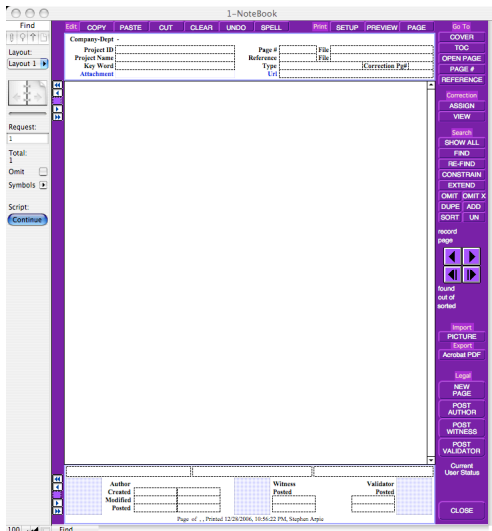 1-NoteBook
Find
Layout:
Layout 1
Request:
1
Total:
1
Omit
Symbols
Script:
Continue
Edit COPY PASTE CUT CLEAR UNDO SPELL Print SETUP PREVIEW PAGE
Company-Dept -
Project ID Page # File
Project Name Reference File
Key Word Type Correction Pg#
Attachment Url
Go To
COVER
TOC
OPEN PAGE
PAGE #
REFERENCE
Correction
ASSIGN
VIEW
Search
SHOW ALL
FIND
RE-FIND
CONSTRAIN
EXTEND
OMIT OMIT X
DUPE ADD
SORT UN
record
page
found
out of
sorted
Import
PICTURE
Export
Acrobat PDF
Legal
NEW
PAGE
POST
AUTHOR
POST
WITNESS
POST
VALIDATOR
Current
User Status
CLOSE
Author Witness Validator
Created Posted Posted
Modified
Posted
Page of , , Printed 12/26/2006, 10:56:22 PM, Stephen Arpie
100 Find